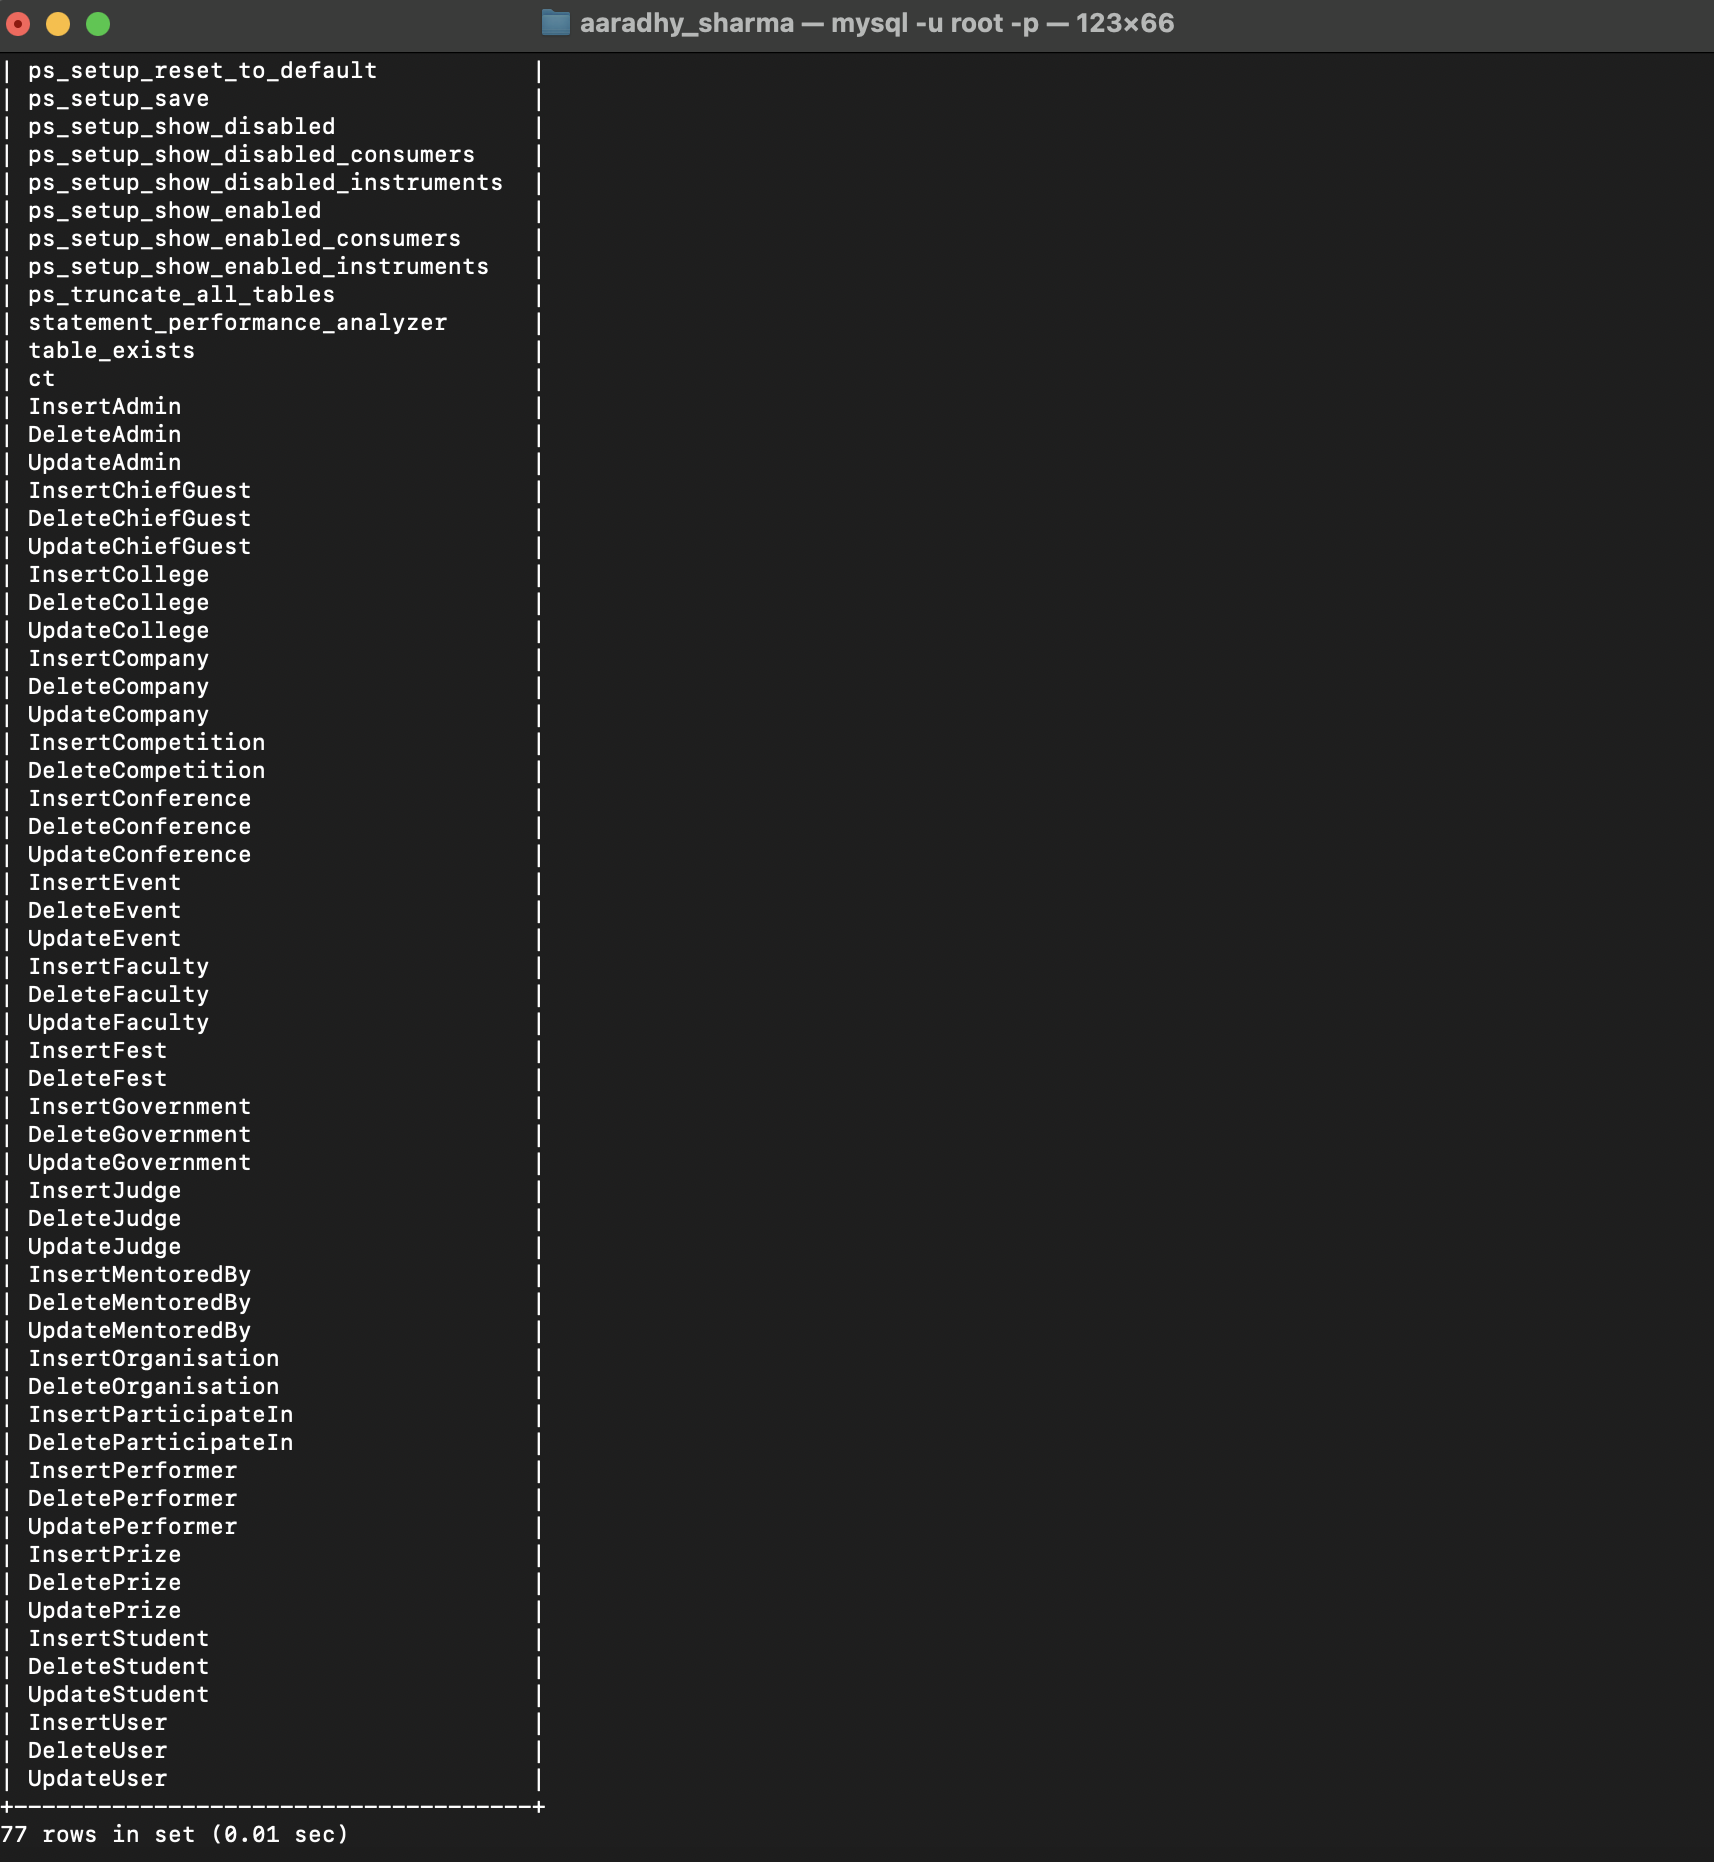 aaradhy_sharma — mysql -u root -p — 123×66
| ps_setup_reset_to_default            |
| ps_setup_save                        |
| ps_setup_show_disabled               |
| ps_setup_show_disabled_consumers     |
| ps_setup_show_disabled_instruments   |
| ps_setup_show_enabled                |
| ps_setup_show_enabled_consumers      |
| ps_setup_show_enabled_instruments    |
| ps_truncate_all_tables               |
| statement_performance_analyzer       |
| table_exists                         |
| ct                                   |
| InsertAdmin                          |
| DeleteAdmin                          |
| UpdateAdmin                          |
| InsertChiefGuest                     |
| DeleteChiefGuest                     |
| UpdateChiefGuest                     |
| InsertCollege                        |
| DeleteCollege                        |
| UpdateCollege                        |
| InsertCompany                        |
| DeleteCompany                        |
| UpdateCompany                        |
| InsertCompetition                    |
| DeleteCompetition                    |
| InsertConference                     |
| DeleteConference                     |
| UpdateConference                     |
| InsertEvent                          |
| DeleteEvent                          |
| UpdateEvent                          |
| InsertFaculty                        |
| DeleteFaculty                        |
| UpdateFaculty                        |
| InsertFest                           |
| DeleteFest                           |
| InsertGovernment                     |
| DeleteGovernment                     |
| UpdateGovernment                     |
| InsertJudge                          |
| DeleteJudge                          |
| UpdateJudge                          |
| InsertMentoredBy                     |
| DeleteMentoredBy                     |
| UpdateMentoredBy                     |
| InsertOrganisation                   |
| DeleteOrganisation                   |
| InsertParticipateIn                  |
| DeleteParticipateIn                  |
| InsertPerformer                      |
| DeletePerformer                      |
| UpdatePerformer                      |
| InsertPrize                          |
| DeletePrize                          |
| UpdatePrize                          |
| InsertStudent                        |
| DeleteStudent                        |
| UpdateStudent                        |
| InsertUser                           |
| DeleteUser                           |
| UpdateUser                           |
+--------------------------------------+
77 rows in set (0.01 sec)